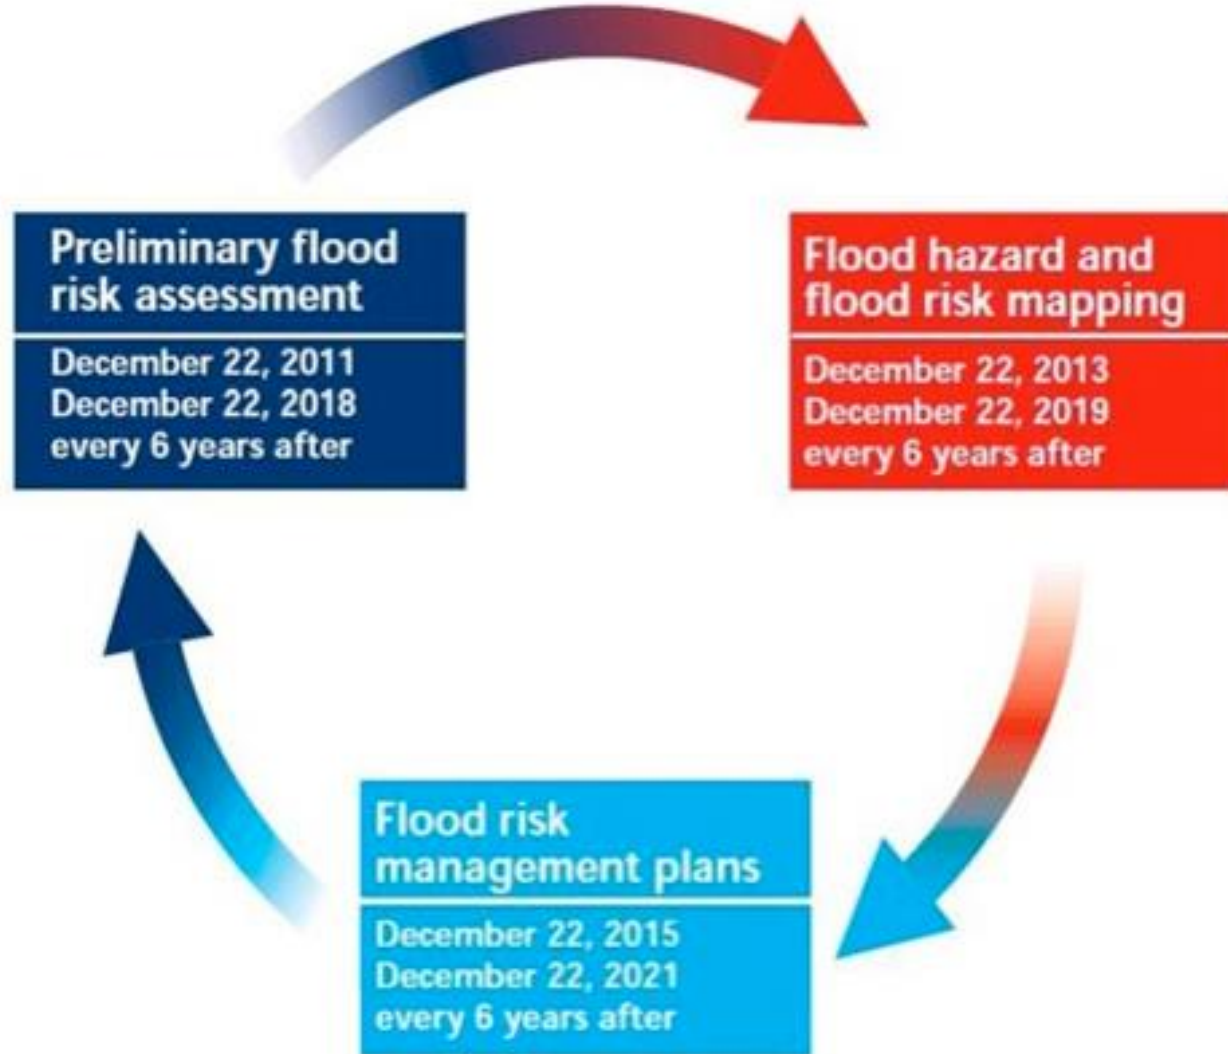 Preliminary flood
risk assessment
December 22, 2011
December 22, 2018
every 6 years after
Flood hazard and
flood risk mapping
December 22, 2013
December 22, 2019
every 6 years after
Flood risk
management plans
December 22, 2015
December 22, 2021
every 6 years after